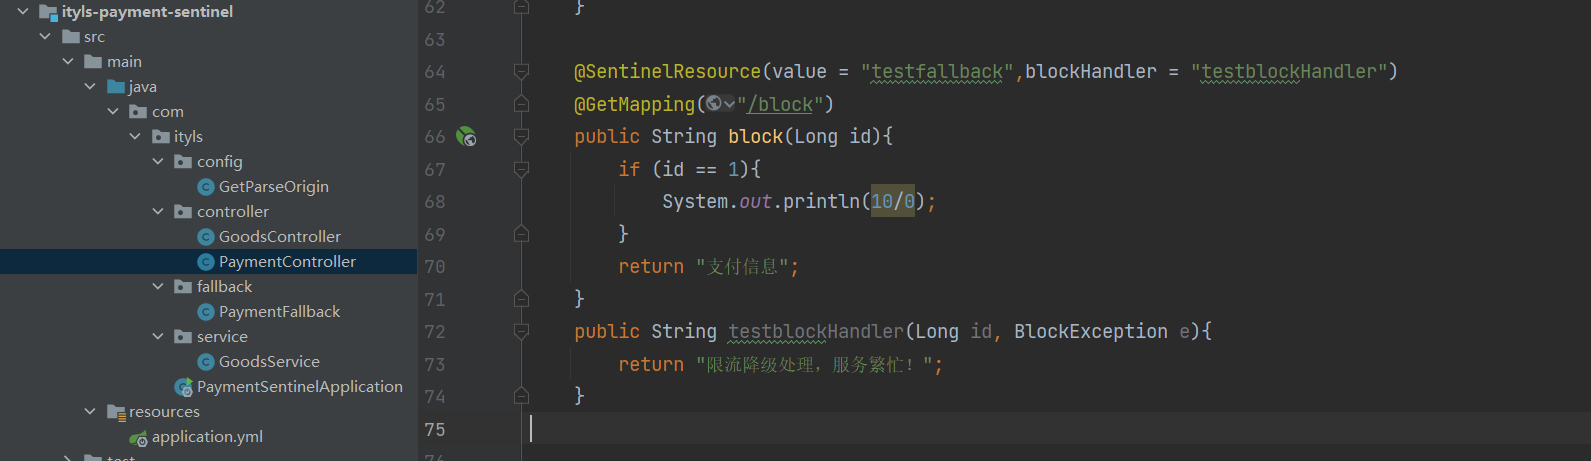 ityls-payment-sentinel
src
main
java
com
ityls
config
GetParseOrigin
controller
GoodsController
PaymentController
fallback
PaymentFallback
service
GoodsService
PaymentSentinelApplication
resources
application.yml
test
62 }
63
64 @SentinelResource(value = "testfallback",blockHandler = "testblockHandler")
65 @GetMapping("/block")
66 public String block(Long id){
67 if (id == 1){
68 System.out.println(10/0);
69 }
70 return "支付信息";
71 }
72 public String testblockHandler(Long id, BlockException e){
73 return "限流降级处理，服务繁忙！";
74 }
75
76